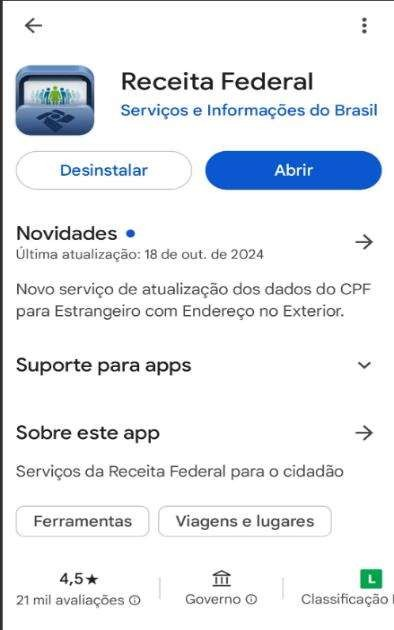 Receita Federal
Serviços e Informações do Brasil
Desinstalar
Abrir
Novidades
Última atualização: 18 de out. de 2024
Novo serviço de atualização dos dados do CPF
para Estrangeiro com Endereço no Exterior.
Suporte para apps
Sobre este app
Serviços da Receita Federal para o cidadão
Ferramentas
Viagens e lugares
4,5★
L
21 mil avaliações
Governo
Classificação